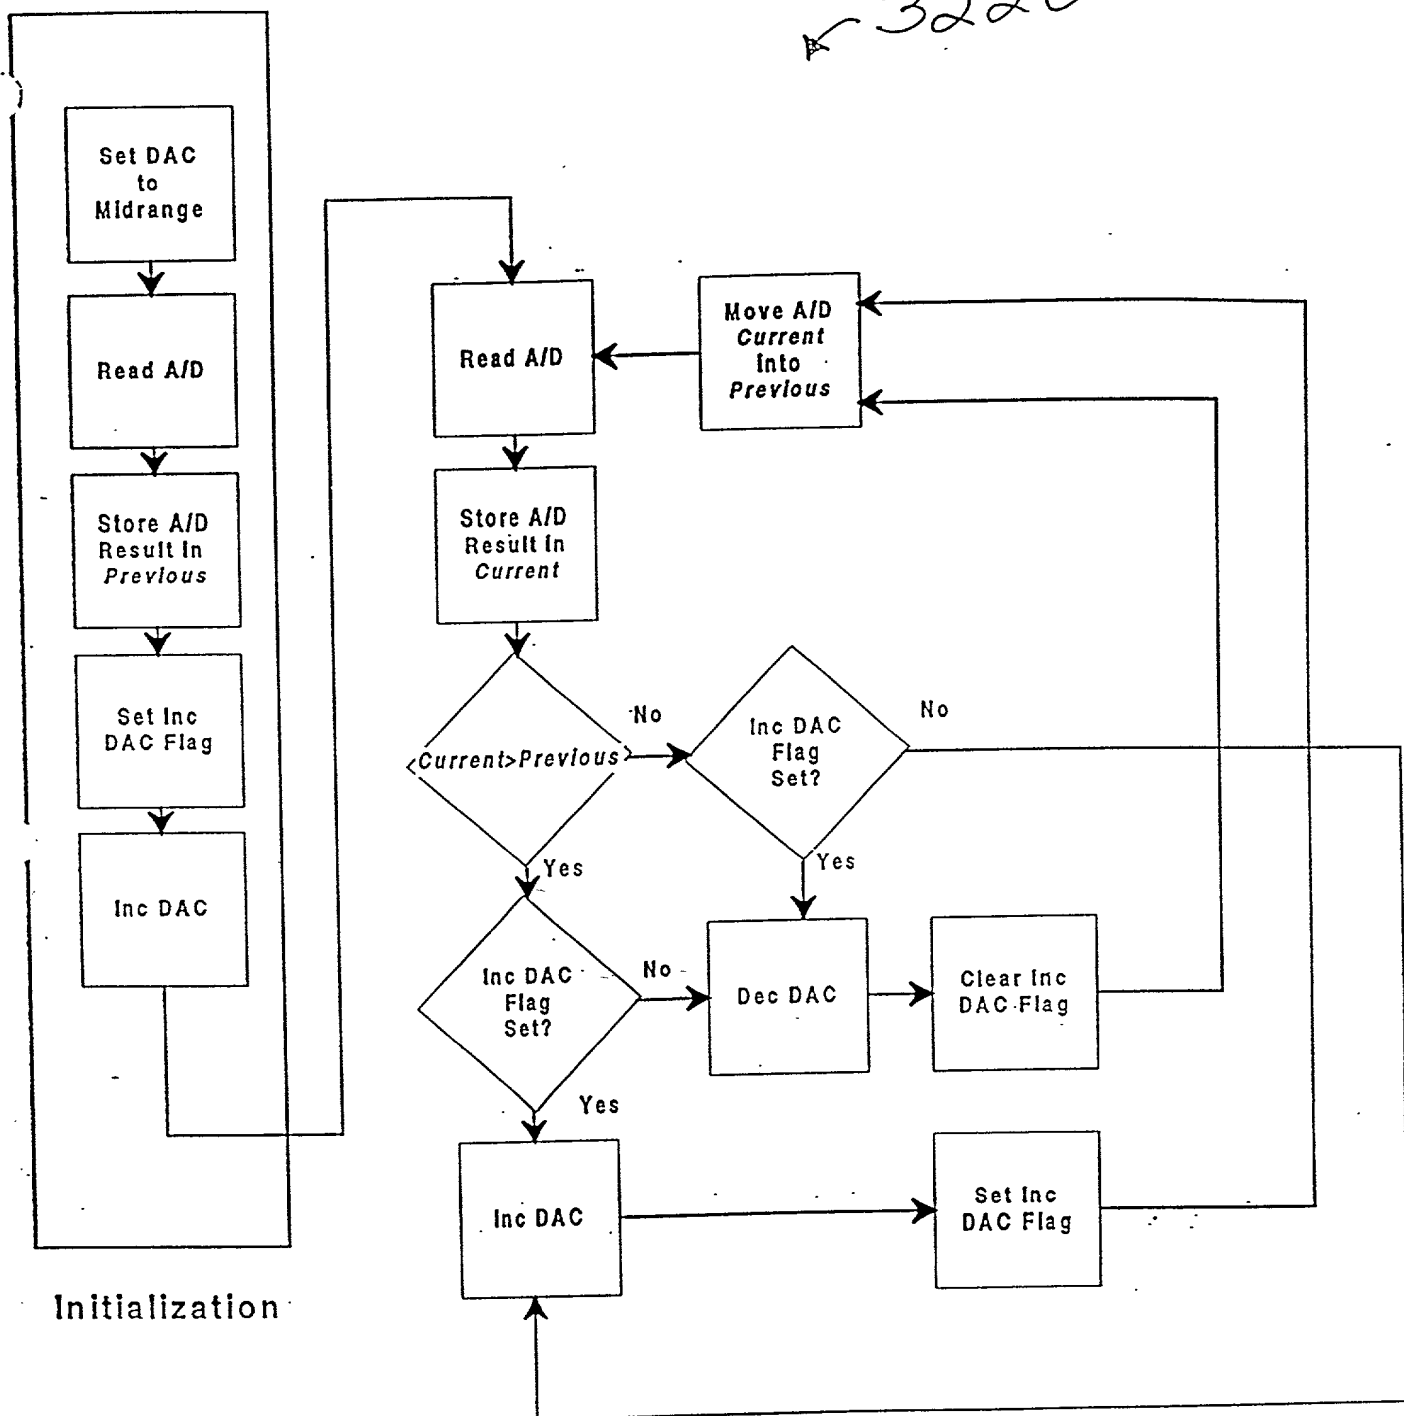 Set DAC
to
Midrange
Read A/D
Store A/D
Result In
Previous
Set Inc
DAC Flag
Inc DAC
Initialization
Read A/D
Move A/D
Current
Into
Previous
Store A/D
Result In
Current
Current>Previous
No
Inc DAC
Flag
Set?
No
Yes
Yes
Inc DAC
Flag
Set?
No
Dec DAC
Clear Inc
DAC Flag
Yes
Inc DAC
Set Inc
DAC Flag